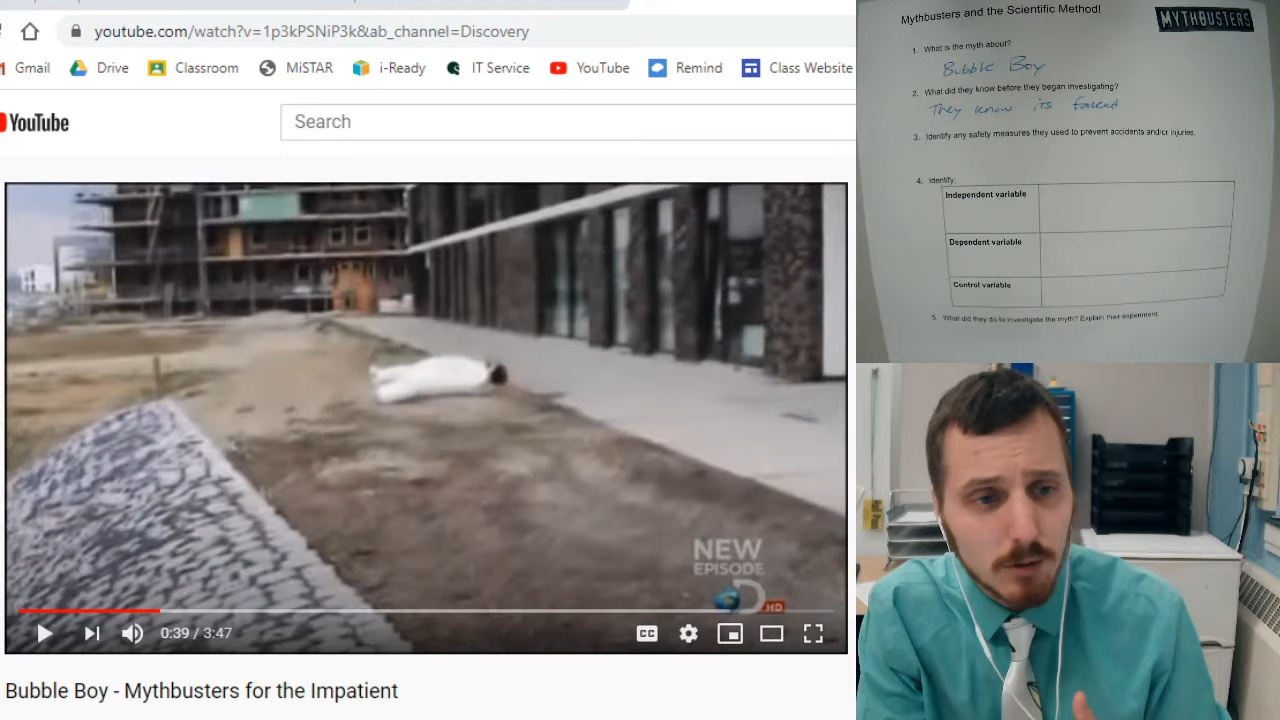 youtube.com/watch?v=1p3kPSNiP3k&ab_channel=Discovery
Gmail Drive Classroom MiSTAR i-Ready IT Service YouTube Remind Class Website
YouTube
Search
NEW
EPISODE
D
HD
CC
0:39 / 3:47
Bubble Boy - Mythbusters for the Impatient
Mythbusters and the Scientific Method!
MYTHBUSTERS
1. What is the myth about?
Bubble Boy
2. What did they know before they began investigating?
They know its faked
3. Identify any safety measures they used to prevent accidents and/or injuries.
4. Identify:
Independent variable
Dependent variable
Control variable
5. What did they do to investigate the myth? Explain their experiment